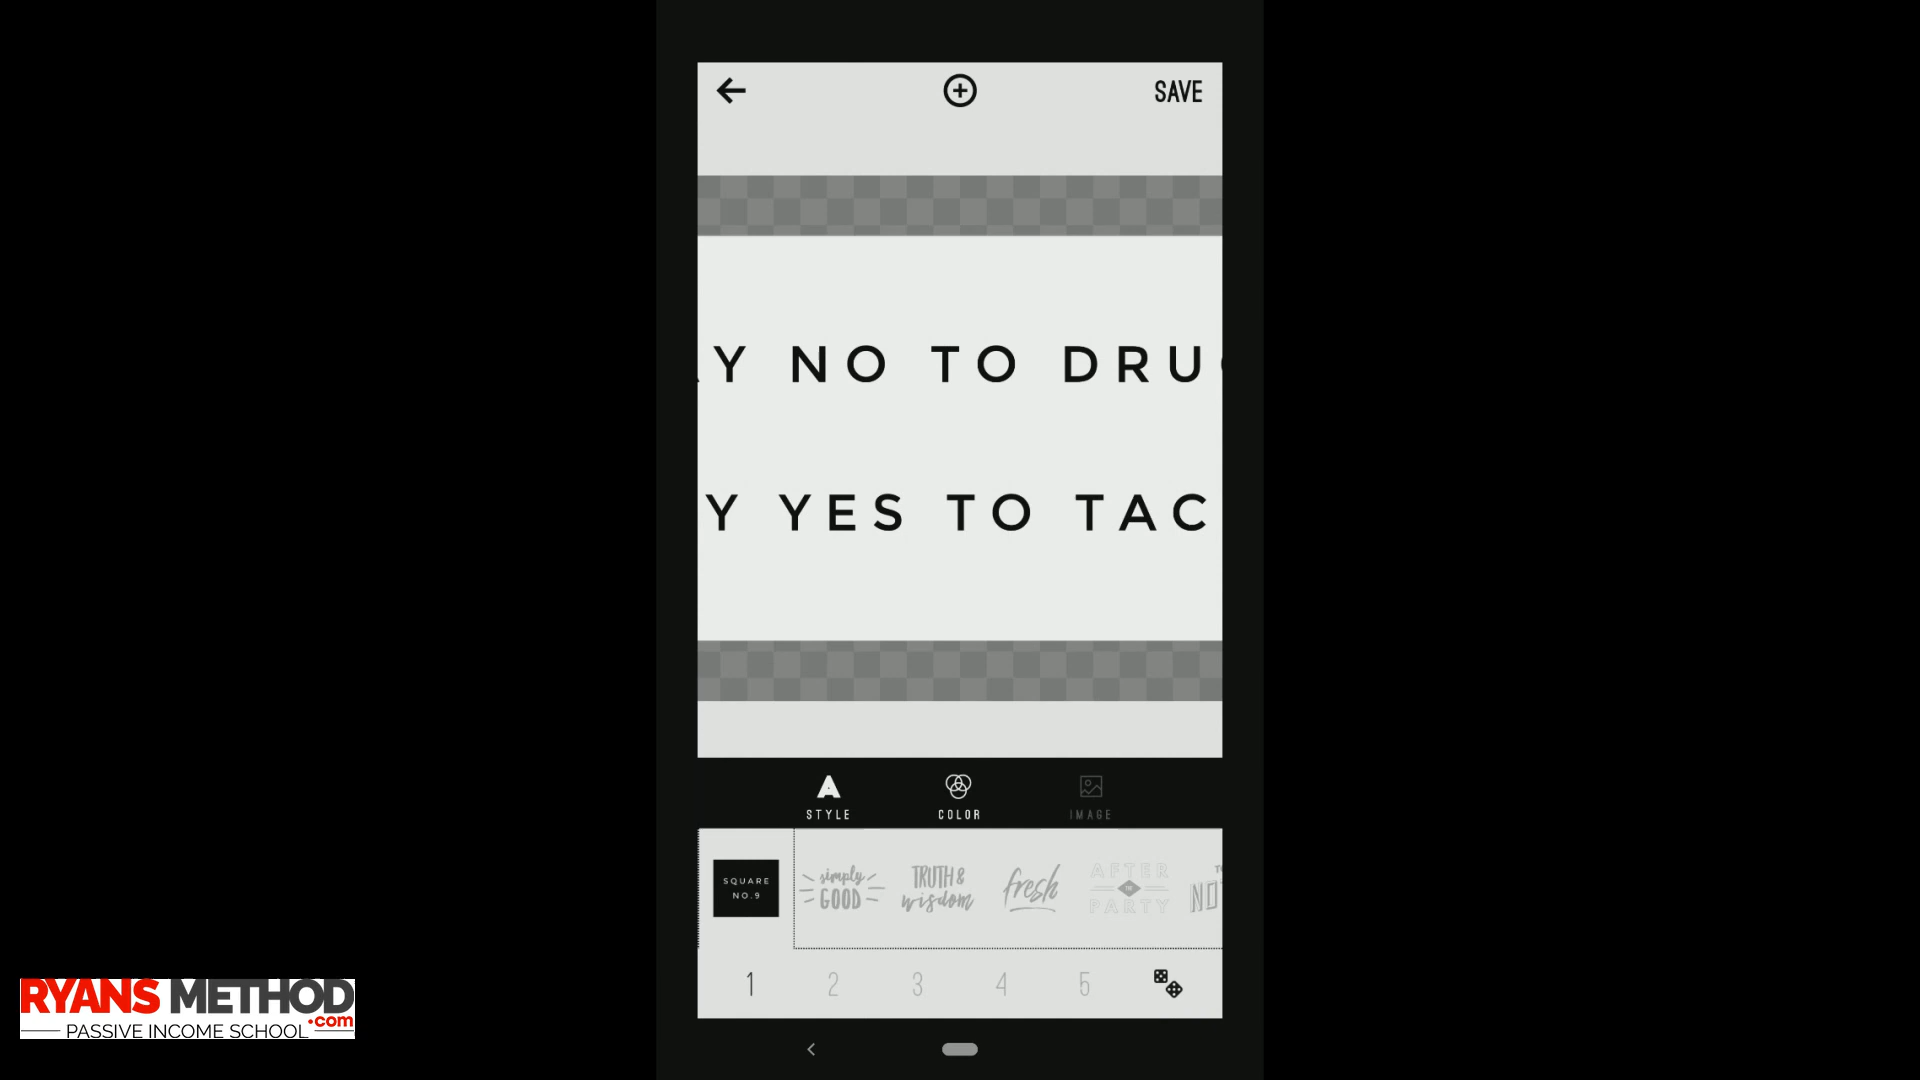 SAVE
Y NO TO DRU
Y YES TO TAC
STYLE
COLOR
IMAGE
SQUARE
NO.9
simply
GOOD
TRUTH &
wisdom
fresh
AFTER
PARTY
1
2
3
4
5
RYANS METHOD
.com
PASSIVE INCOME SCHOOL